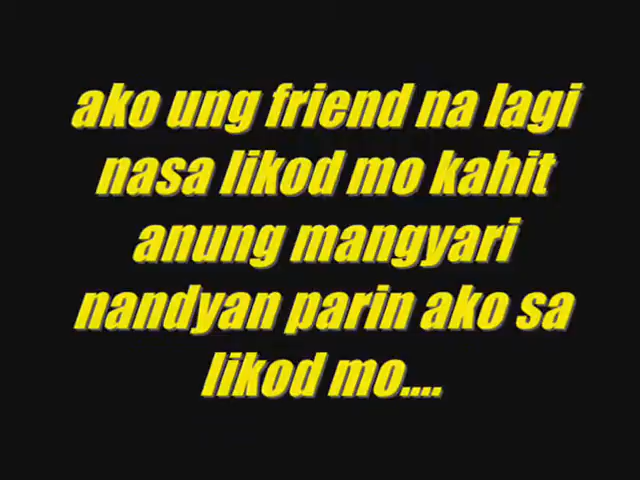 ako ung friend na lagi
nasa likod mo kahit
anung mangyari
nandyan parin ako sa
likod mo....